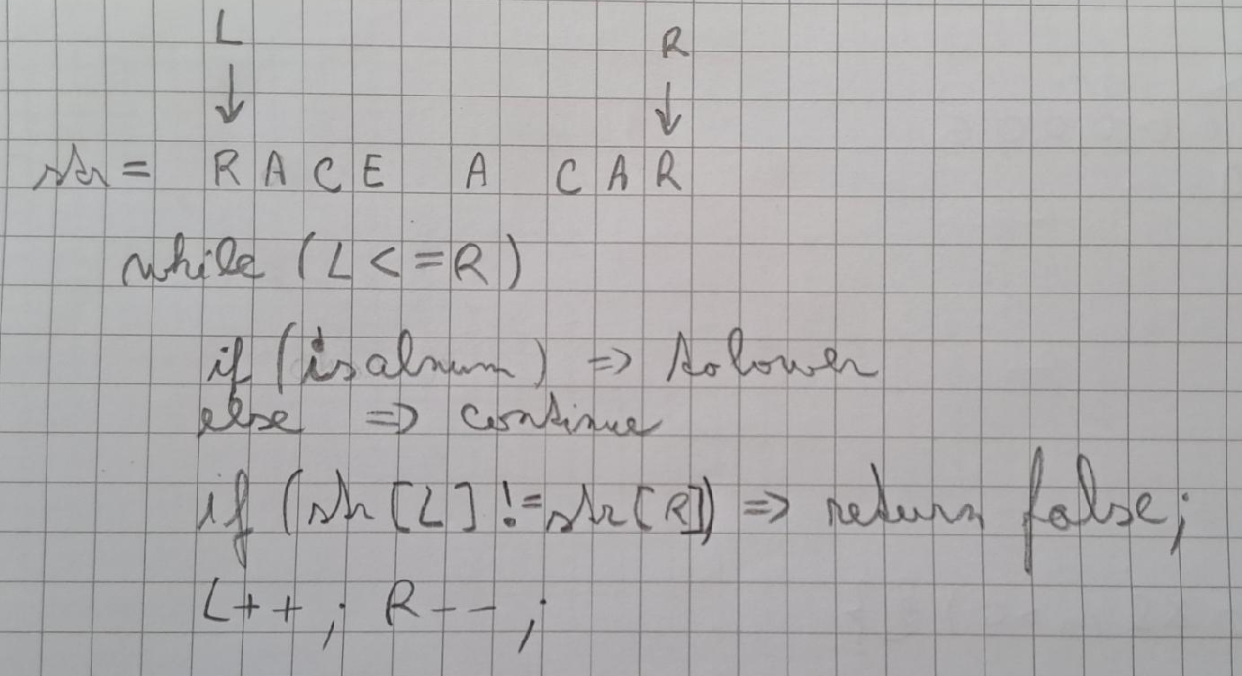 L R
↓ ↓
str = R A C E A C A R
while (L <= R)
if (isalnum) => tolower
else => continue
if (str[L] != str[R]) => return false;
L++; R--;